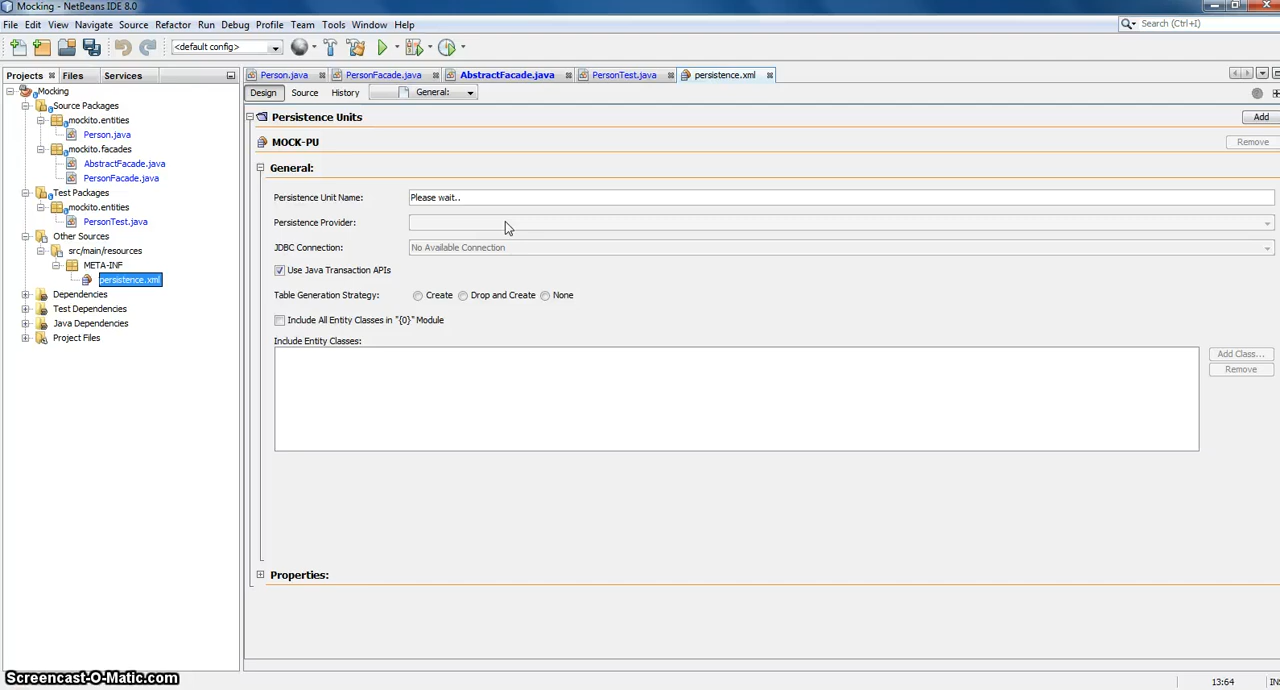 Mocking - NetBeans IDE 8.0
File Edit View Navigate Source Refactor Run Debug Profile Team Tools Window Help
Search (Ctrl+I)
<default config>
Projects Files Services
Person.java PersonFacade.java AbstractFacade.java PersonTest.java persistence.xml
Design Source History General:
Mocking
Source Packages
mockito.entities
Person.java
mockito.facades
AbstractFacade.java
PersonFacade.java
Test Packages
mockito.entities
PersonTest.java
Other Sources
src/main/resources
META-INF
persistence.xml
Dependencies
Test Dependencies
Java Dependencies
Project Files
Persistence Units
Add
MOCK-PU
Remove
General:
Persistence Unit Name: Please wait..
Persistence Provider:
JDBC Connection: No Available Connection
Use Java Transaction APIs
Table Generation Strategy: Create Drop and Create None
Include All Entity Classes in "{0}" Module
Include Entity Classes:
Add Class...
Remove
Properties:
Screencast-O-Matic.com
13:64 IN